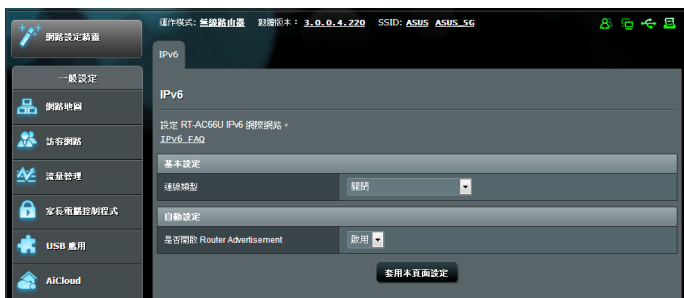 運作模式: 無線路由器 韌體版本: 3.0.0.4.220 SSID: ASUS ASUS_5G
網路設定精靈
一般設定
網路地圖
訪客網路
流量管理
家長電腦控制程式
USB 應用
AiCloud
IPv6
IPv6
設定 RT-AC66U IPv6 網際網路。
IPv6 FAQ
基本設定
連線類型 關閉
自動設定
是否開啟 Router Advertisement 啟用
套用本頁面設定